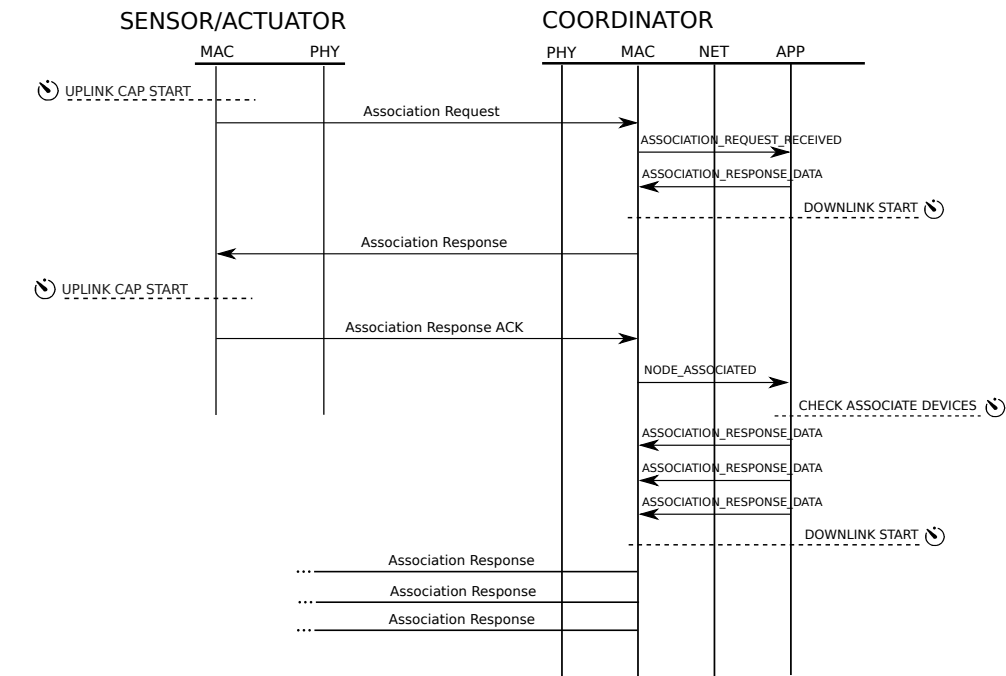 SENSOR/ACTUATOR
COORDINATOR
MAC
PHY
PHY
MAC
NET
APP
UPLINK CAP START
Association Request
ASSOCIATION_REQUEST_RECEIVED
ASSOCIATION_RESPONSE_DATA
DOWNLINK START
Association Response
UPLINK CAP START
Association Response ACK
NODE_ASSOCIATED
CHECK ASSOCIATE DEVICES
ASSOCIATION_RESPONSE_DATA
ASSOCIATION_RESPONSE_DATA
ASSOCIATION_RESPONSE_DATA
DOWNLINK START
Association Response
...
Association Response
...
Association Response
...